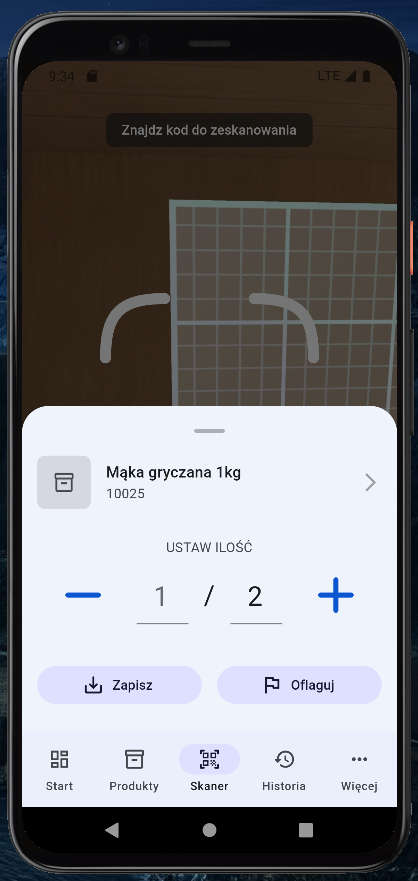 9:34
LTE
Znajdz kod do zeskanowania
Mąka gryczana 1kg
10025
USTAW ILOŚĆ
1 / 2
Zapisz
Oflaguj
Start
Produkty
Skaner
Historia
Więcej